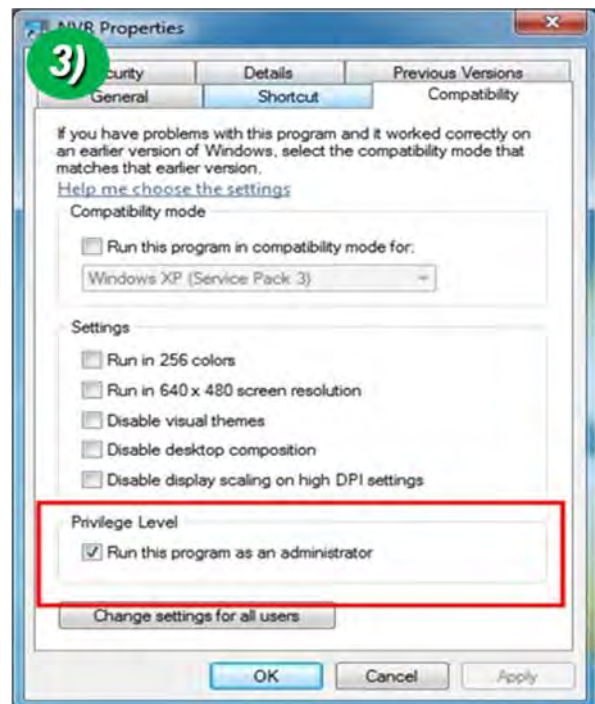 NVR Properties
3)
curity
Details
Previous Versions
General
Shortcut
Compatibility
If you have problems with this program and it worked correctly on
an earlier version of Windows, select the compatibility mode that
matches that earlier version.
Help me choose the settings
Compatibility mode
Run this program in compatibility mode for:
Windows XP (Service Pack 3)
Settings
Run in 256 colors
Run in 640 x 480 screen resolution
Disable visual themes
Disable desktop composition
Disable display scaling on high DPI settings
Privilege Level
Run this program as an administrator
Change settings for all users
OK
Cancel
Apply